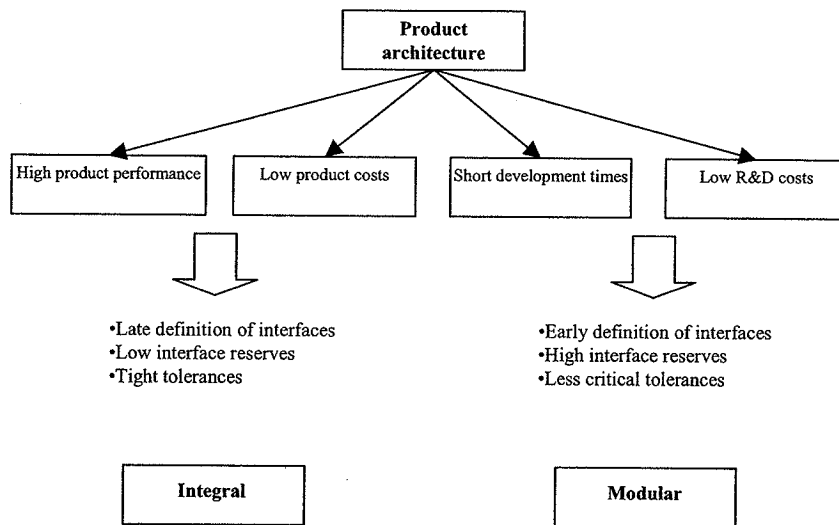 Product
architecture
High product performance
Low product costs
Short development times
Low R&D costs
•Late definition of interfaces
•Low interface reserves
•Tight tolerances
•Early definition of interfaces
•High interface reserves
•Less critical tolerances
Integral
Modular